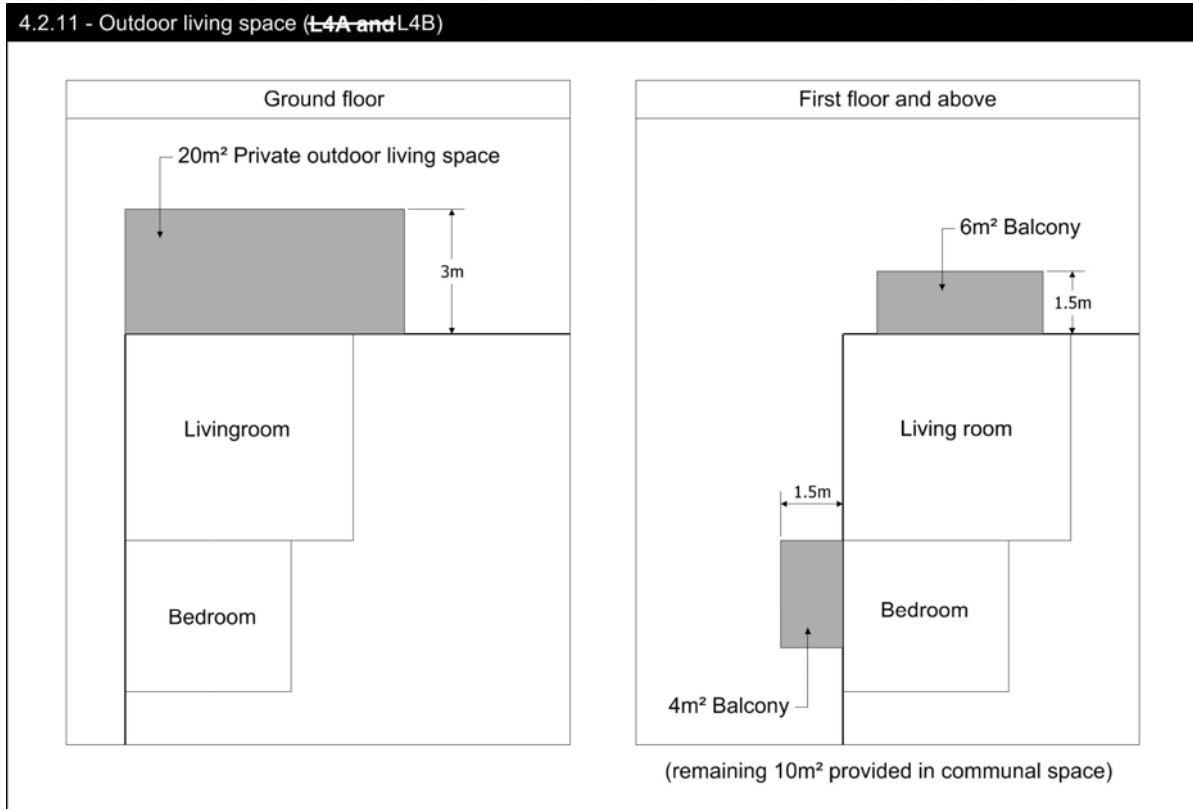 4.2.11 - Outdoor living space (L4A and L4B)
Ground floor
20m² Private outdoor living space
3m
Livingroom
Bedroom
First floor and above
6m² Balcony
1.5m
Living room
1.5m
Bedroom
4m² Balcony
(remaining 10m² provided in communal space)